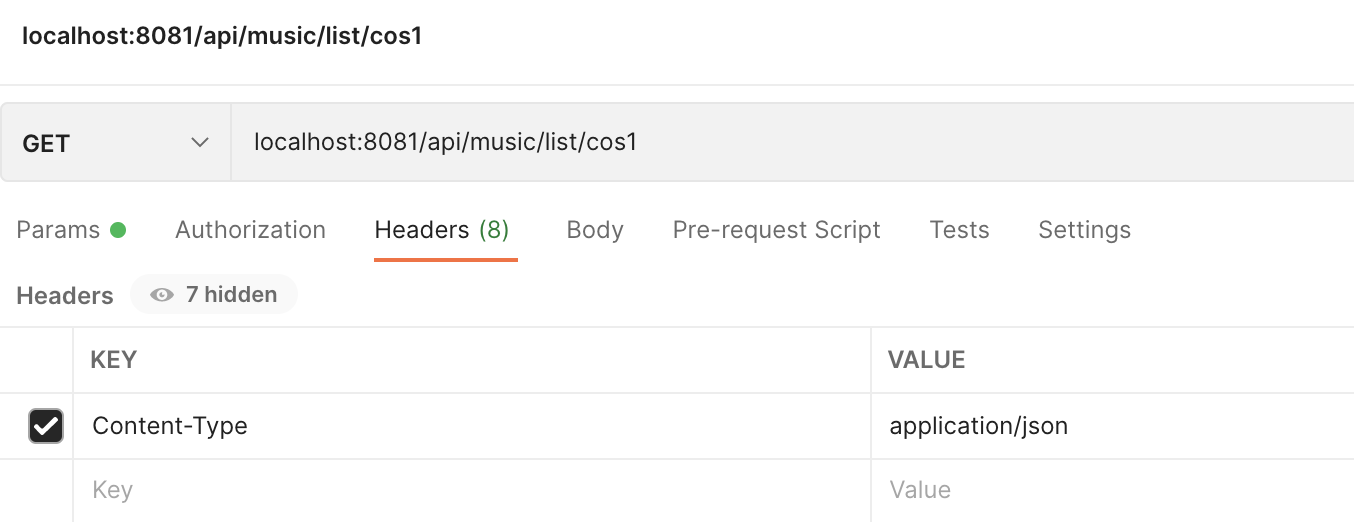 localhost:8081/api/music/list/cos1
GET localhost:8081/api/music/list/cos1
Params Authorization Headers (8) Body Pre-request Script Tests Settings
Headers 7 hidden
KEY VALUE
Content-Type application/json
Key Value